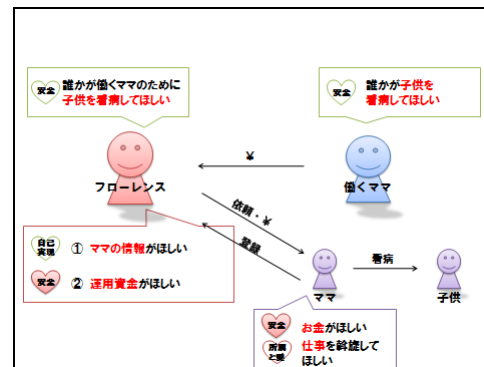 安全
誰かが働くママのために
子供を看病してほしい
安全
誰かが子供を
看病してほしい
¥
フローレンス
働くママ
依頼・¥
登録
自己
実現
① ママの情報がほしい
安全
② 運用資金がほしい
看病
ママ
子供
安全
お金がほしい
所属
と愛
仕事を斡旋して
ほしい